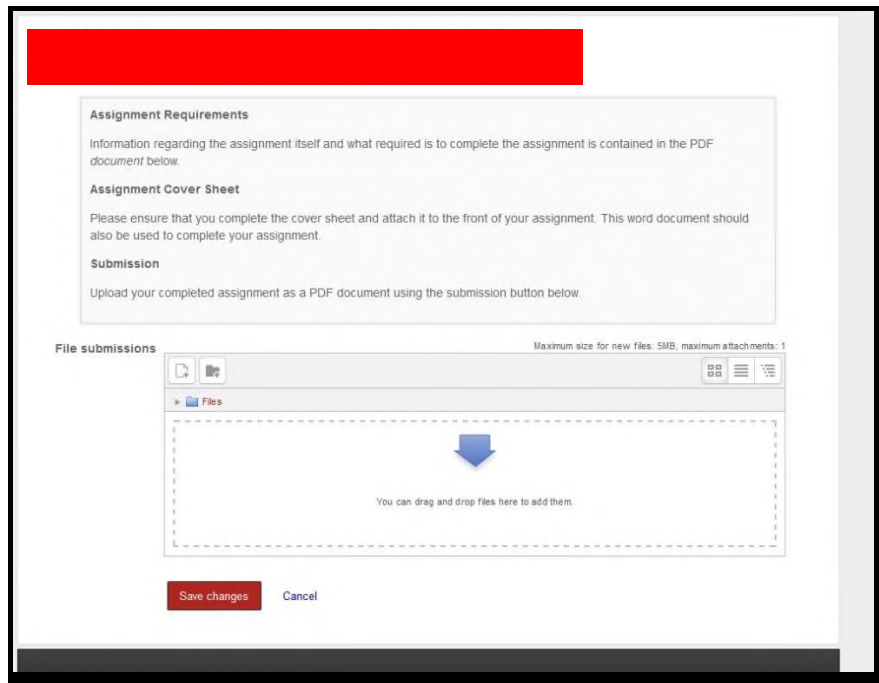 Assignment Requirements
Information regarding the assignment itself and what required is to complete the assignment is contained in the PDF
document below.
Assignment Cover Sheet
Please ensure that you complete the cover sheet and attach it to the front of your assignment. This word document should
also be used to complete your assignment.
Submission
Upload your completed assignment as a PDF document using the submission button below.
File submissions
Maximum size for new files: 5MB, maximum attachments: 1
Files
You can drag and drop files here to add them.
Save changes Cancel